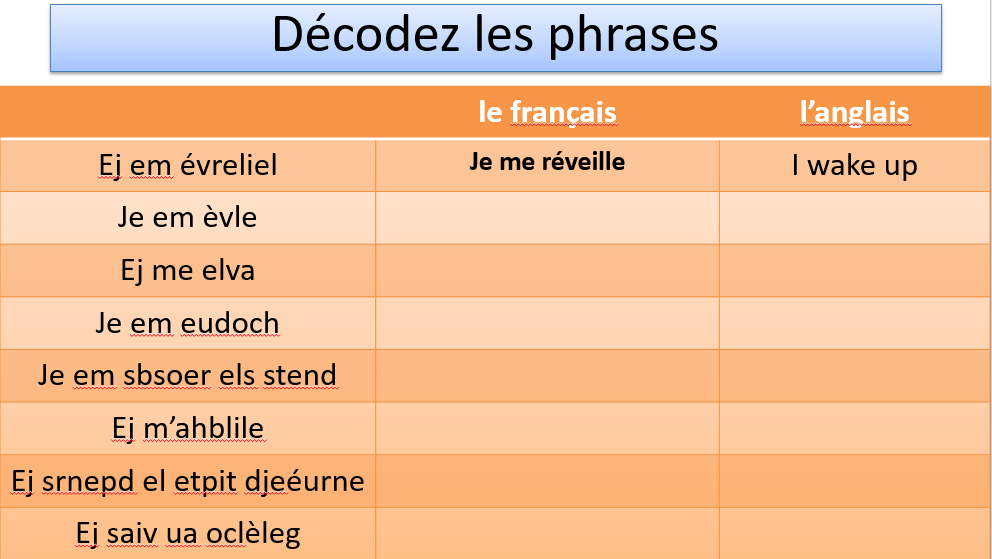 Décodez les phrases
le français l’anglais
Ej em évreliel Je me réveille I wake up
Je em èvle
Ej me elva
Je em eudoch
Je em sbsoer els stend
Ej m’ahblile
Ej srnepd el etpit djeéurne
Ej saiv ua oclèleg